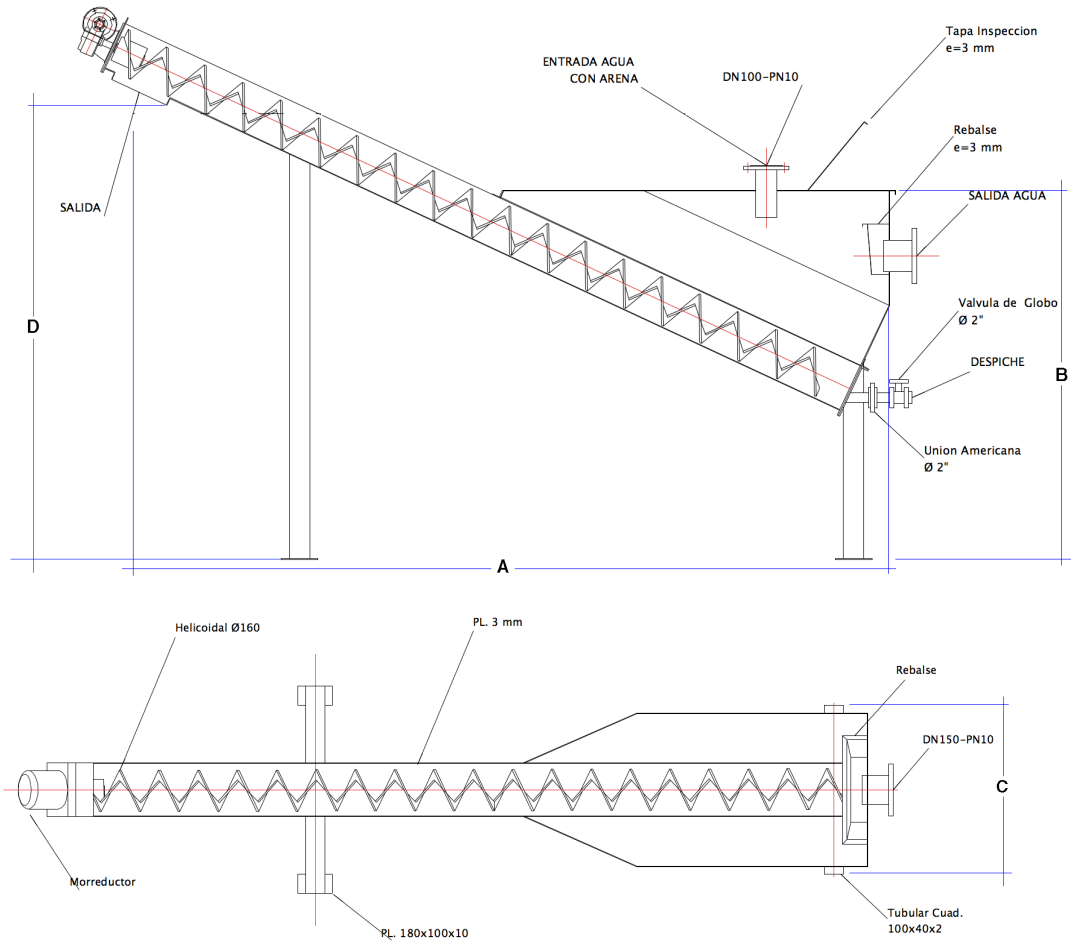 Tapa Inspeccion
e=3 mm
ENTRADA AGUA
CON ARENA
DN100-PN10
Rebalse
e=3 mm
SALIDA
SALIDA AGUA
D
Valvula de Globo
Ø 2"
DESPICHE
B
Union Americana
Ø 2"
A
Helicoidal Ø160
PL. 3 mm
Rebalse
DN150-PN10
C
Morreductor
PL. 180x100x10
Tubular Cuad.
100x40x2